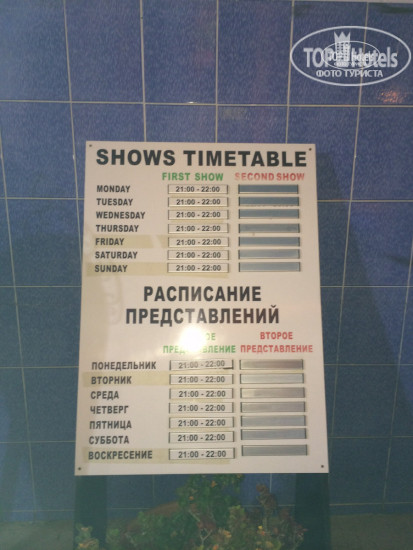 TOP Hotels
ФОТО ТУРИСТА
SHOWS TIMETABLE
FIRST SHOW SECOND SHOW
MONDAY 21:00 - 22:00
TUESDAY 21:00 - 22:00
WEDNESDAY 21:00 - 22:00
THURSDAY 21:00 - 22:00
FRIDAY 21:00 - 22:00
SATURDAY 21:00 - 22:00
SUNDAY 21:00 - 22:00
РАСПИСАНИЕ
ПРЕДСТАВЛЕНИЙ
ВТОРОЕ
ПРЕДСТАВЛЕНИЕ ПРЕДСТАВЛЕНИЕ
ПОНЕДЕЛЬНИК 21:00 - 22:00
ВТОРНИК 21:00 - 22:00
СРЕДА 21:00 - 22:00
ЧЕТВЕРГ 21:00 - 22:00
ПЯТНИЦА 21:00 - 22:00
СУББОТА 21:00 - 22:00
ВОСКРЕСЕНИЕ 21:00 - 22:00